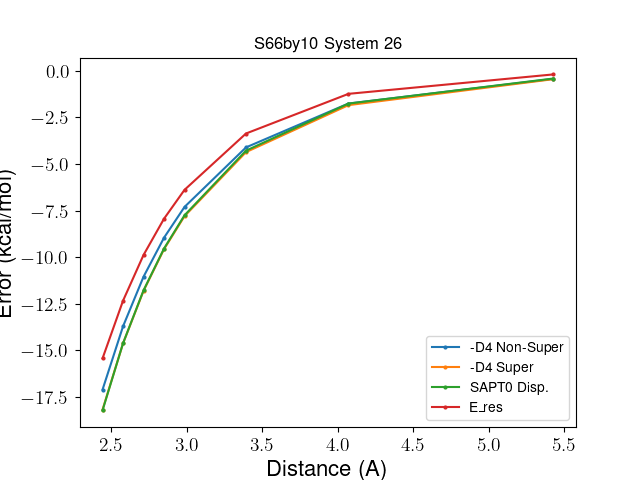 S66by10 System 26
0.0
−2.5
−5.0
−7.5
−10.0
−12.5
−15.0
−17.5
Error (kcal/mol)
-D4 Non-Super
-D4 Super
SAPT0 Disp.
E_res
2.5 3.0 3.5 4.0 4.5 5.0 5.5
Distance (A)